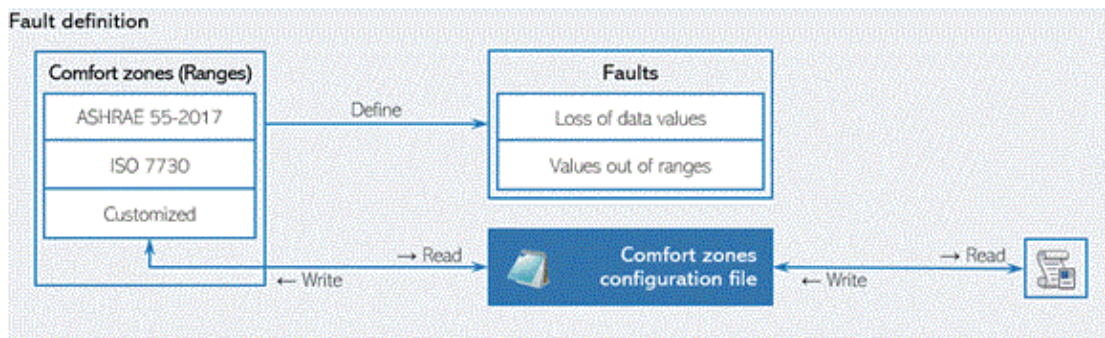 Fault definition
Comfort zones (Ranges)
ASHRAE 55-2017
ISO 7730
Customized
Define
Faults
Loss of data values
Values out of ranges
→ Read
← Write
Comfort zones
configuration file
→ Read
← Write